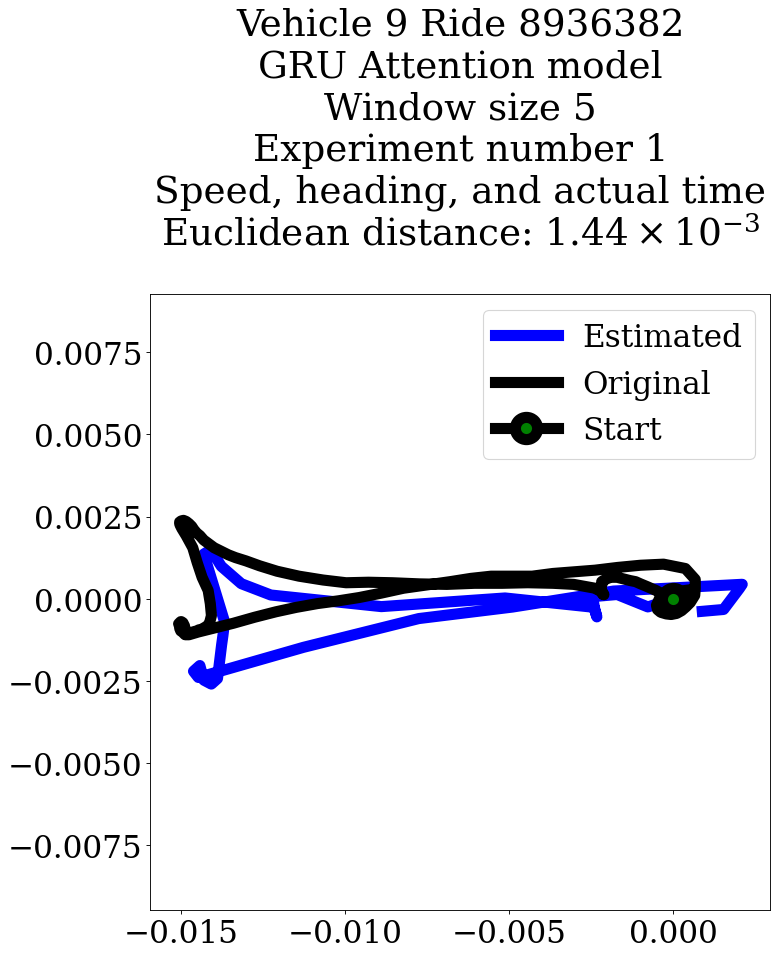 Vehicle 9 Ride 8936382
GRU Attention model
Window size 5
Experiment number 1
Speed, heading, and actual time
Euclidean distance: 1.44 × 10⁻³
Estimated
Original
Start
0.0075
0.0050
0.0025
0.0000
−0.0025
−0.0050
−0.0075
−0.015 −0.010 −0.005 0.000